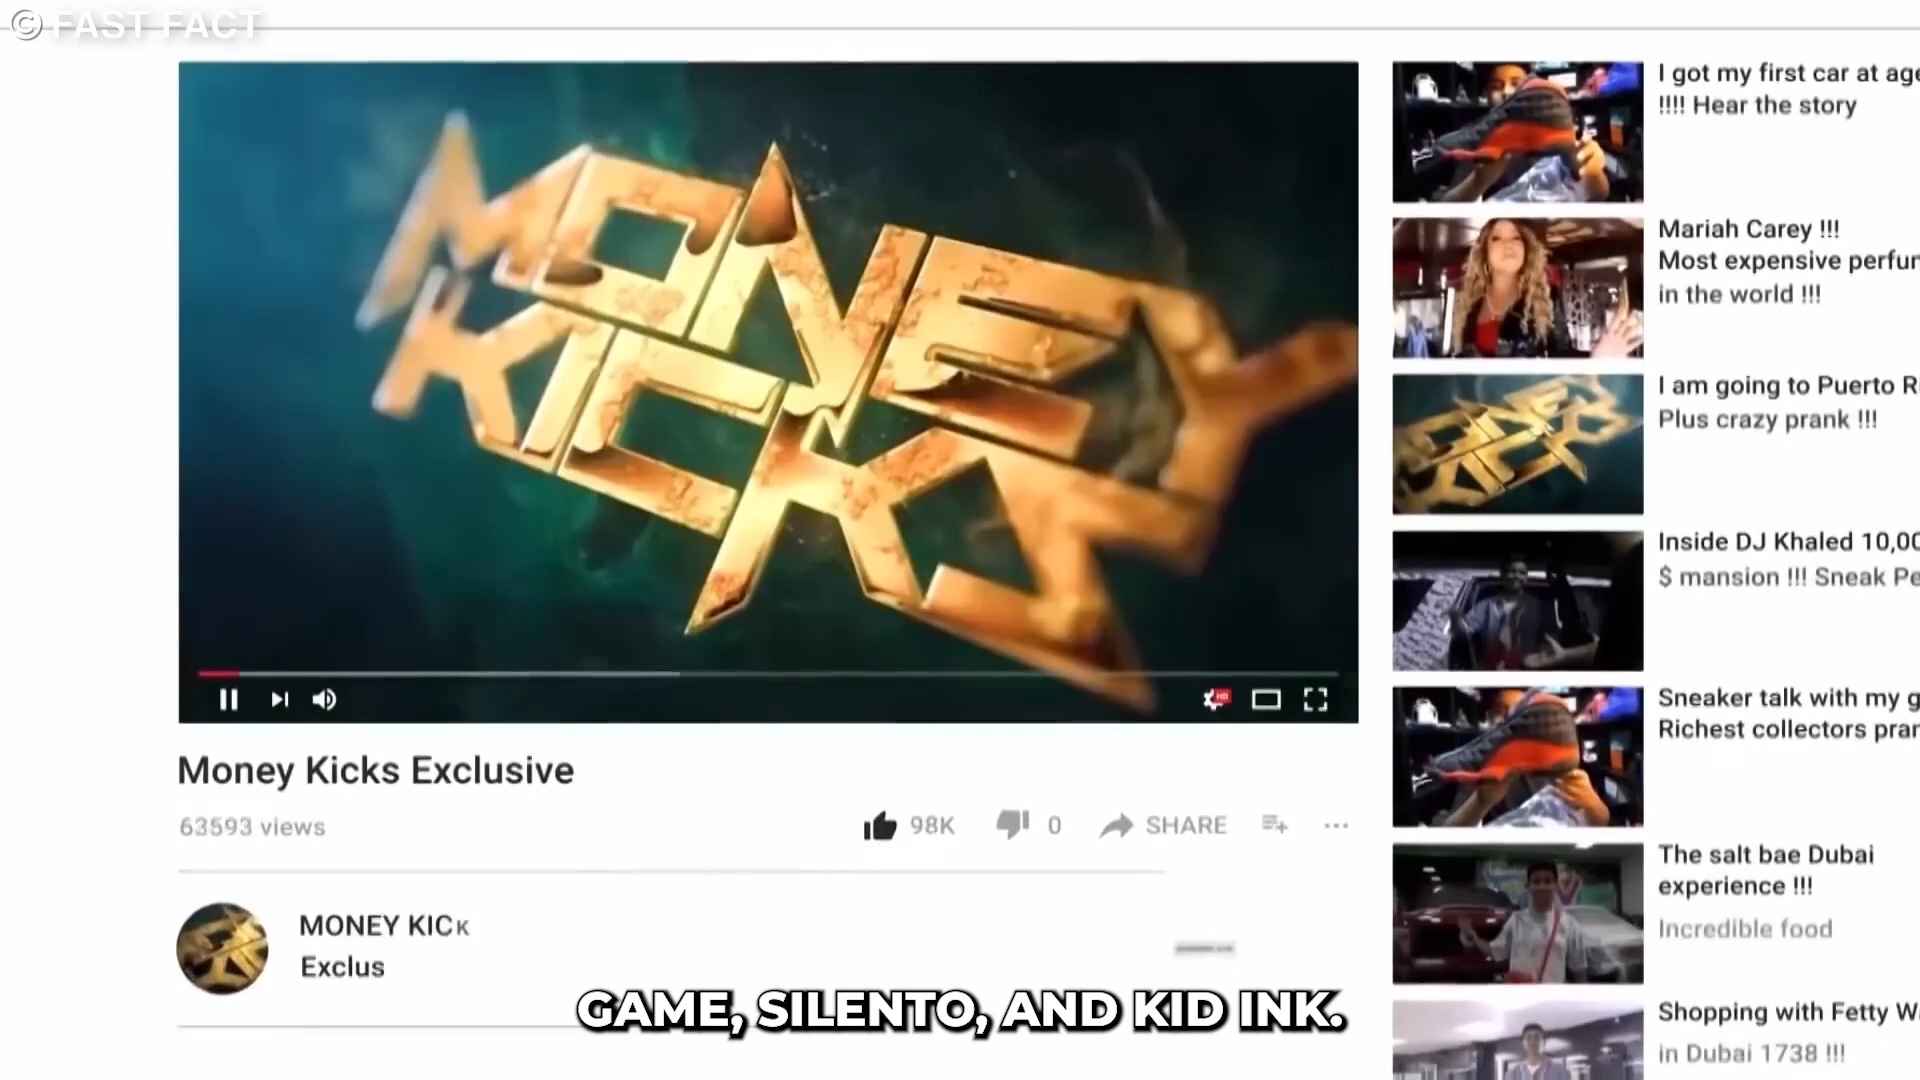 © FAST FACT
MONEY
KICKS
HD
Money Kicks Exclusive
63593 views
98K
0
SHARE
MONEY KICK
Exclus
GAME, SILENTO, AND KID INK.
I got my first car at age
!!!! Hear the story
Mariah Carey !!!
Most expensive perfum
in the world !!!
I am going to Puerto Ri
Plus crazy prank !!!
Inside DJ Khaled 10,00
$ mansion !!! Sneak Pe
Sneaker talk with my g
Richest collectors pran
The salt bae Dubai
experience !!!
Incredible food
Shopping with Fetty W
in Dubai 1738 !!!